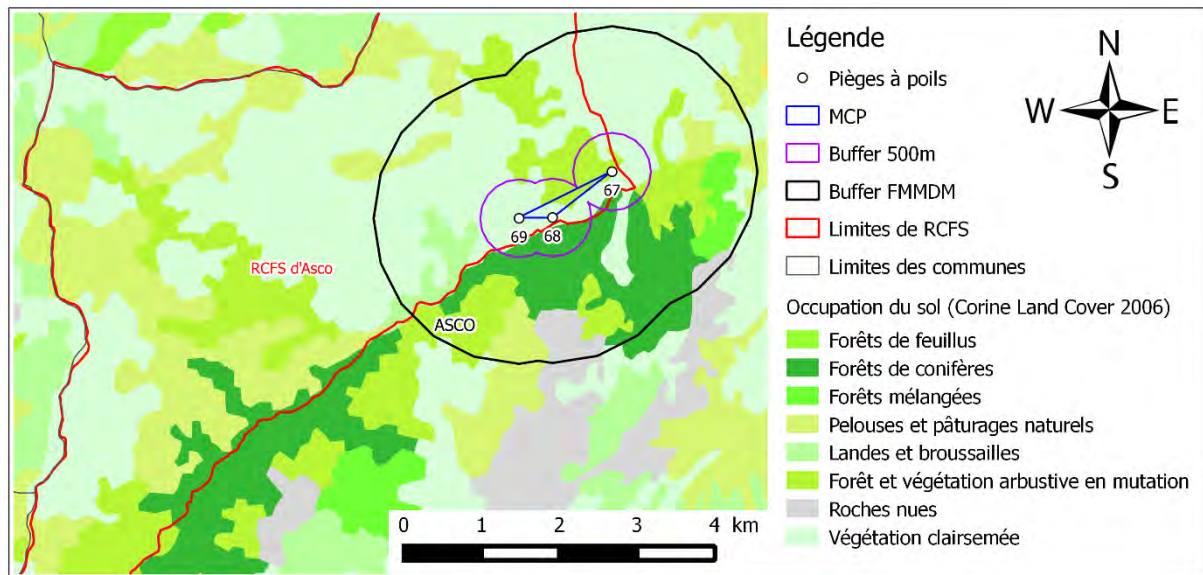 Légende
Pièges à poils
MCP
Buffer 500m
Buffer FMMDM
Limites de RCFS
Limites des communes
Occupation du sol (Corine Land Cover 2006)
Forêts de feuillus
Forêts de conifères
Forêts mélangées
Pelouses et pâturages naturels
Landes et broussailles
Forêt et végétation arbustive en mutation
Roches nues
Végétation clairsemée
N
W E
S
67
69 68
RCFS d'Asco
ASCO
0 1 2 3 4 km